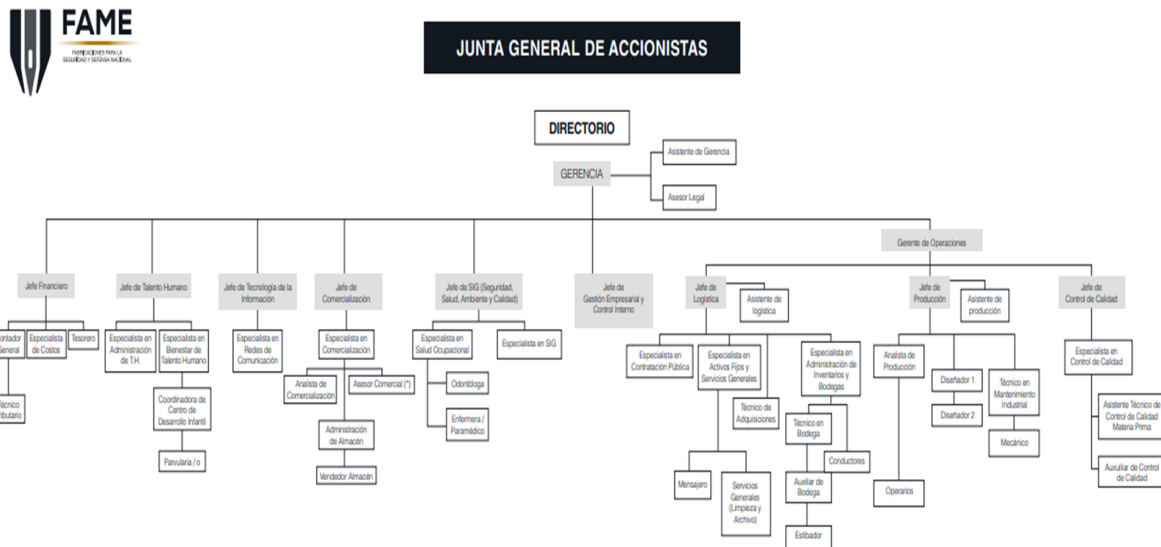 FAME
FABRICACIONES PARA LA
SEGURIDAD Y DEFENSA NACIONAL
JUNTA GENERAL DE ACCIONISTAS
DIRECTORIO
GERENCIA
Asistente de Gerencia
Asesor Legal
Gerente de Operaciones
Jefe Financiero
Jefe de Talento Humano
Jefe de Tecnología de la
Información
Jefe de
Comercialización
Jefe de SIG (Seguridad,
Salud, Ambiente y Calidad)
Jefe de
Gestión Empresarial y
Control Interno
Jefe de
Logística
Asistente de
logística
Jefe de
Producción
Asistente de
producción
Jefe de
Control de Calidad
ontador
General
Especialista
de Costos
Tesorero
Técnico
ributario
Especialista en
Administración
de T.H.
Especialista en
Bienestar de
Talento Humano
Coordinadora de
Centro de
Desarrollo Infantil
Parvularia / o
Especialista en
Redes de
Comunicación
Especialista en
Comercialización
Analista de
Comercialización
Asesor Comercial (*)
Administración
de Almacén
Vendedor Almacén
Especialista en
Salud Ocupacional
Especialista en SIG
Odontóloga
Enfermera /
Paramédico
Especialista en
Contratación Pública
Especialista en
Activos Fijos y
Servicios Generales
Mensajero
Servicios
Generales
(Limpieza y
Archivo)
Técnico de
Adquisiciones
Especialista en
Administración de
Inventarios y
Bodegas
Técnico en
Bodega
Conductores
Auxiliar de
Bodega
Estibador
Analista de
Producción
Operarios
Diseñador 1
Diseñador 2
Técnico en
Mantenimiento
Industrial
Mecánico
Especialista en
Control de Calidad
Asistente Técnico de
Control de Calidad
Materia Prima
Auxuliar de Control
de Calidad